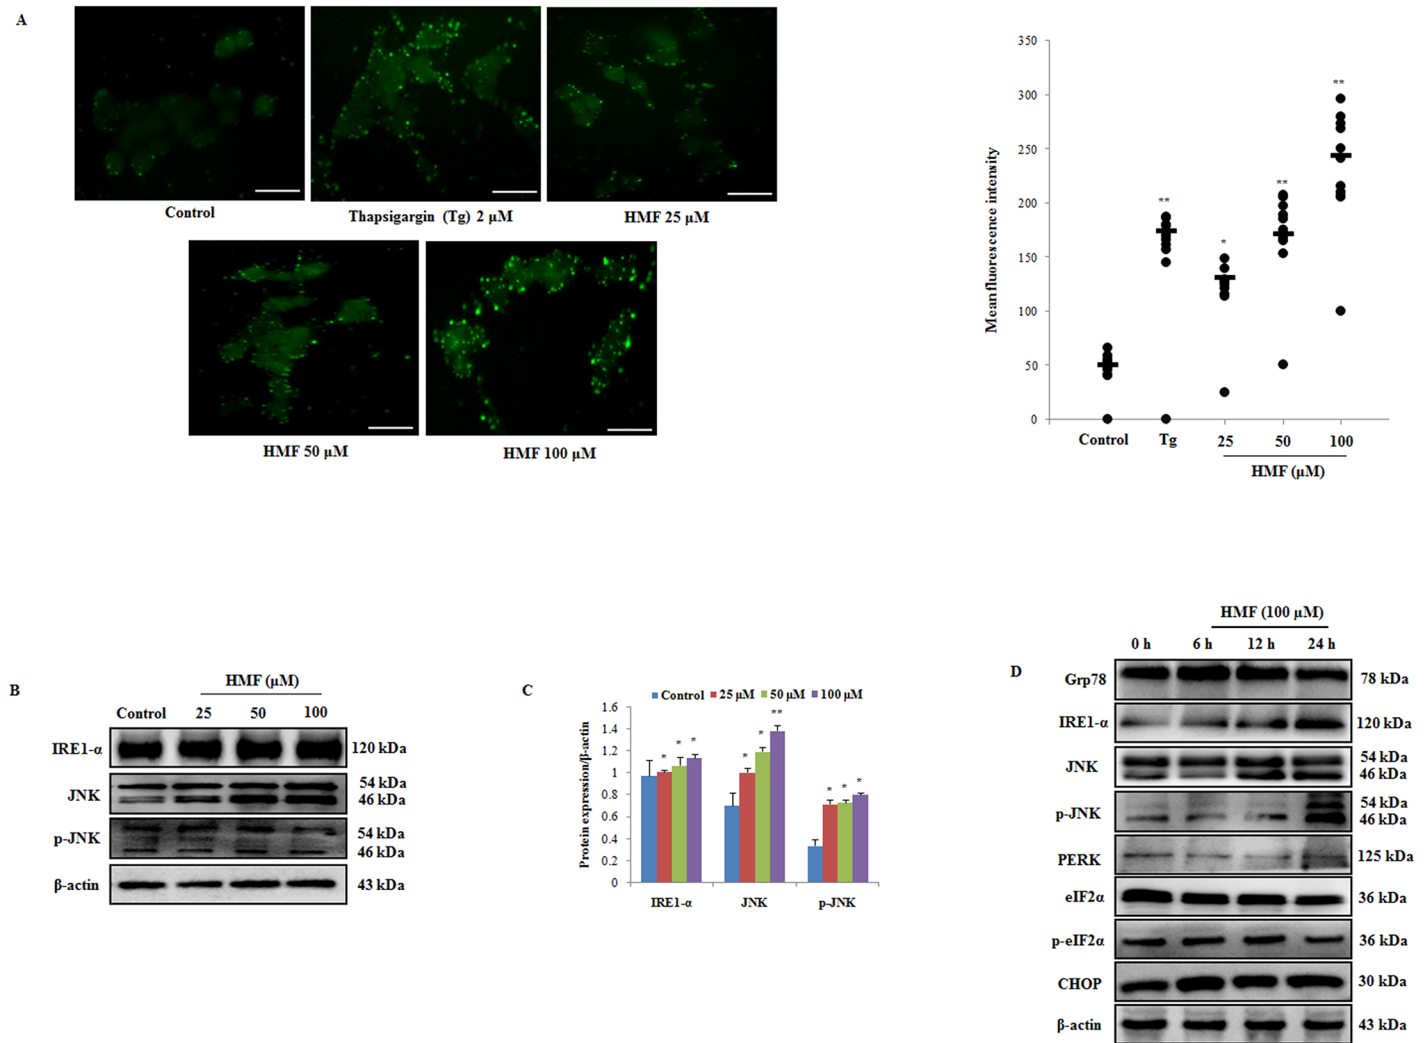 A
Control
Thapsigargin (Tg) 2 μM
HMF 25 μM
HMF 50 μM
HMF 100 μM
Mean fluorescence intensity
350
300
250
200
150
100
50
0
** * ** **
Control Tg 25 50 100
HMF (μM)
B
HMF (μM)
Control 25 50 100
IRE1-α 120 kDa
JNK 54 kDa
46 kDa
p-JNK 54 kDa
46 kDa
β-actin 43 kDa
C
Control 25 μM 50 μM 100 μM
Protein expression/β-actin
1.6
1.4
1.2
1
0.8
0.6
0.4
0.2
0
* * * * * ** * * *
IRE1-α JNK p-JNK
D
HMF (100 μM)
0 h 6 h 12 h 24 h
Grp78 78 kDa
IRE1-α 120 kDa
JNK 54 kDa
46 kDa
p-JNK 54 kDa
46 kDa
PERK 125 kDa
eIF2α 36 kDa
p-eIF2α 36 kDa
CHOP 30 kDa
β-actin 43 kDa